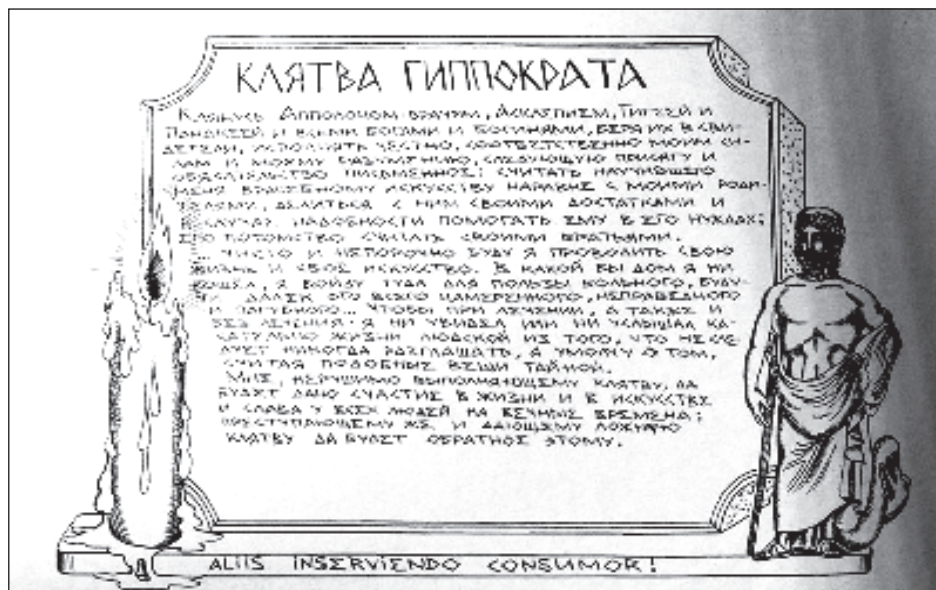 КЛЯТВА ГИППОКРАТА
КЛЯНУСЬ АППОЛОНОМ-ВРАЧОМ, АСКЛЕПИЕМ, ГИГЕЕЙ И
ПАНАКЕЕЙ И ВСЕМИ БОГАМИ И БОГИНЯМИ, БЕРЯ ИХ В СВИ-
ДЕТЕЛИ, ИСПОЛНЯТЬ ЧЕСТНО, СООТВЕТСТВЕННО МОИМ СИ-
ЛАМ И МОЕМУ РАЗУМЕНИЮ, СЛЕДУЮЩУЮ ПРИСЯГУ И
ОБЯЗАТЕЛЬСТВО ПИСЬМЕННОЕ: СЧИТАТЬ НАУЧИВШЕГО
МЕНЯ ВРАЧЕБНОМУ ИСКУССТВУ НАРАВНЕ С МОИМИ РОДИ-
ТЕЛЯМИ, ДЕЛИТЬСЯ С НИМ СВОИМИ ДОСТАТКАМИ И
В СЛУЧАЕ НАДОБНОСТИ ПОМОГАТЬ ЕМУ В ЕГО НУЖДАХ;
ЕГО ПОТОМСТВО СЧИТАТЬ СВОИМИ БРАТЬЯМИ.
... ЧИСТО И НЕПОРОЧНО БУДУ Я ПРОВОДИТЬ СВОЮ
ЖИЗНЬ И СВОЕ ИСКУССТВО. В КАКОЙ БЫ ДОМ Я НИ
ВОШЕЛ, Я ВОЙДУ ТУДА ДЛЯ ПОЛЬЗЫ БОЛЬНОГО, БУДУ-
ЧИ ДАЛЕК ОТ ВСЕГО НАМЕРЕННОГО, НЕПРАВЕДНОГО
И ПАГУБНОГО... ЧТОБЫ ПРИ ЛЕЧЕНИИ, А ТАКЖЕ И
БЕЗ ЛЕЧЕНИЯ Я НИ УВИДЕЛ ИЛИ НИ УСЛЫШАЛ КА-
САТЕЛЬНО ЖИЗНИ ЛЮДСКОЙ ИЗ ТОГО, ЧТО НЕ СЛЕ-
ДУЕТ НИКОГДА РАЗГЛАШАТЬ, Я УМОЛЧУ О ТОМ,
СЧИТАЯ ПОДОБНЫЕ ВЕЩИ ТАЙНОЙ.
МНЕ, НЕРУШИМО ВЫПОЛНЯЮЩЕМУ КЛЯТВУ, ДА
БУДЕТ ДАНО СЧАСТИЕ В ЖИЗНИ И В ИСКУССТВЕ
И СЛАВА У ВСЕХ ЛЮДЕЙ НА ВЕЧНЫЕ ВРЕМЕНА;
ПРЕСТУПАЮЩЕМУ ЖЕ И ДАЮЩЕМУ ЛОЖНУЮ
КЛЯТВУ ДА БУДЕТ ОБРАТНОЕ ЭТОМУ.
ALIIS INSERVIENDO CONSUMOR!